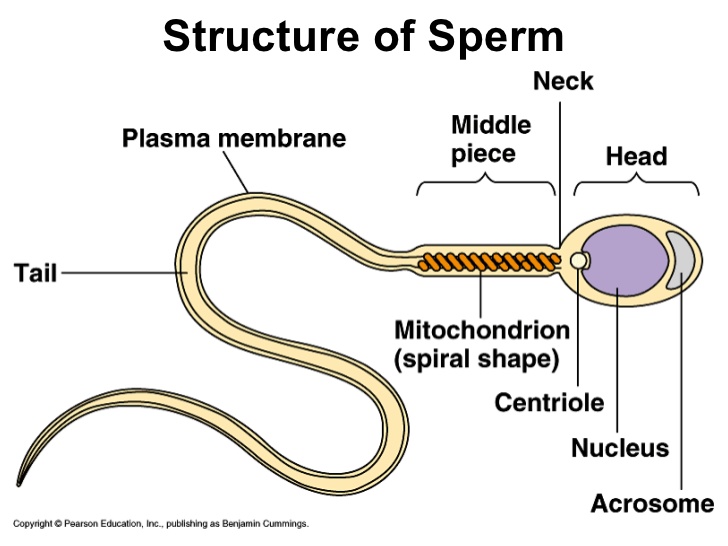 Structure of Sperm
Neck
Middle
piece
Head
Plasma membrane
Tail
Mitochondrion
(spiral shape)
Centriole
Nucleus
Acrosome
Copyright © Pearson Education, Inc., publishing as Benjamin Cummings.